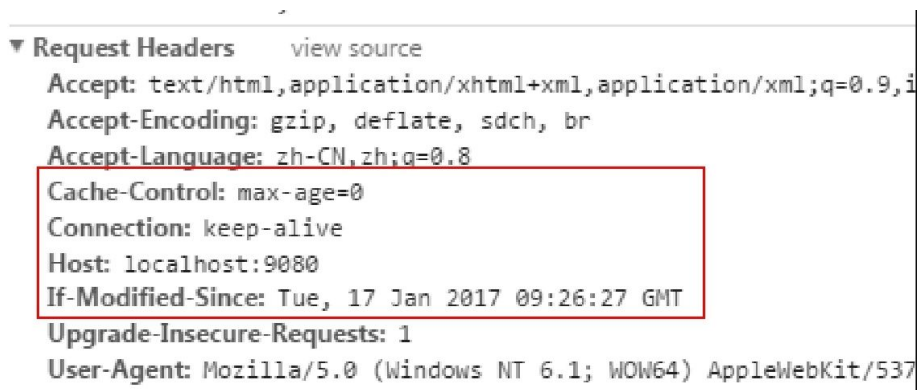 Request Headers view source
Accept: text/html,application/xhtml+xml,application/xml;q=0.9,i
Accept-Encoding: gzip, deflate, sdch, br
Accept-Language: zh-CN,zh;q=0.8
Cache-Control: max-age=0
Connection: keep-alive
Host: localhost:9080
If-Modified-Since: Tue, 17 Jan 2017 09:26:27 GMT
Upgrade-Insecure-Requests: 1
User-Agent: Mozilla/5.0 (Windows NT 6.1; WOW64) AppleWebKit/537